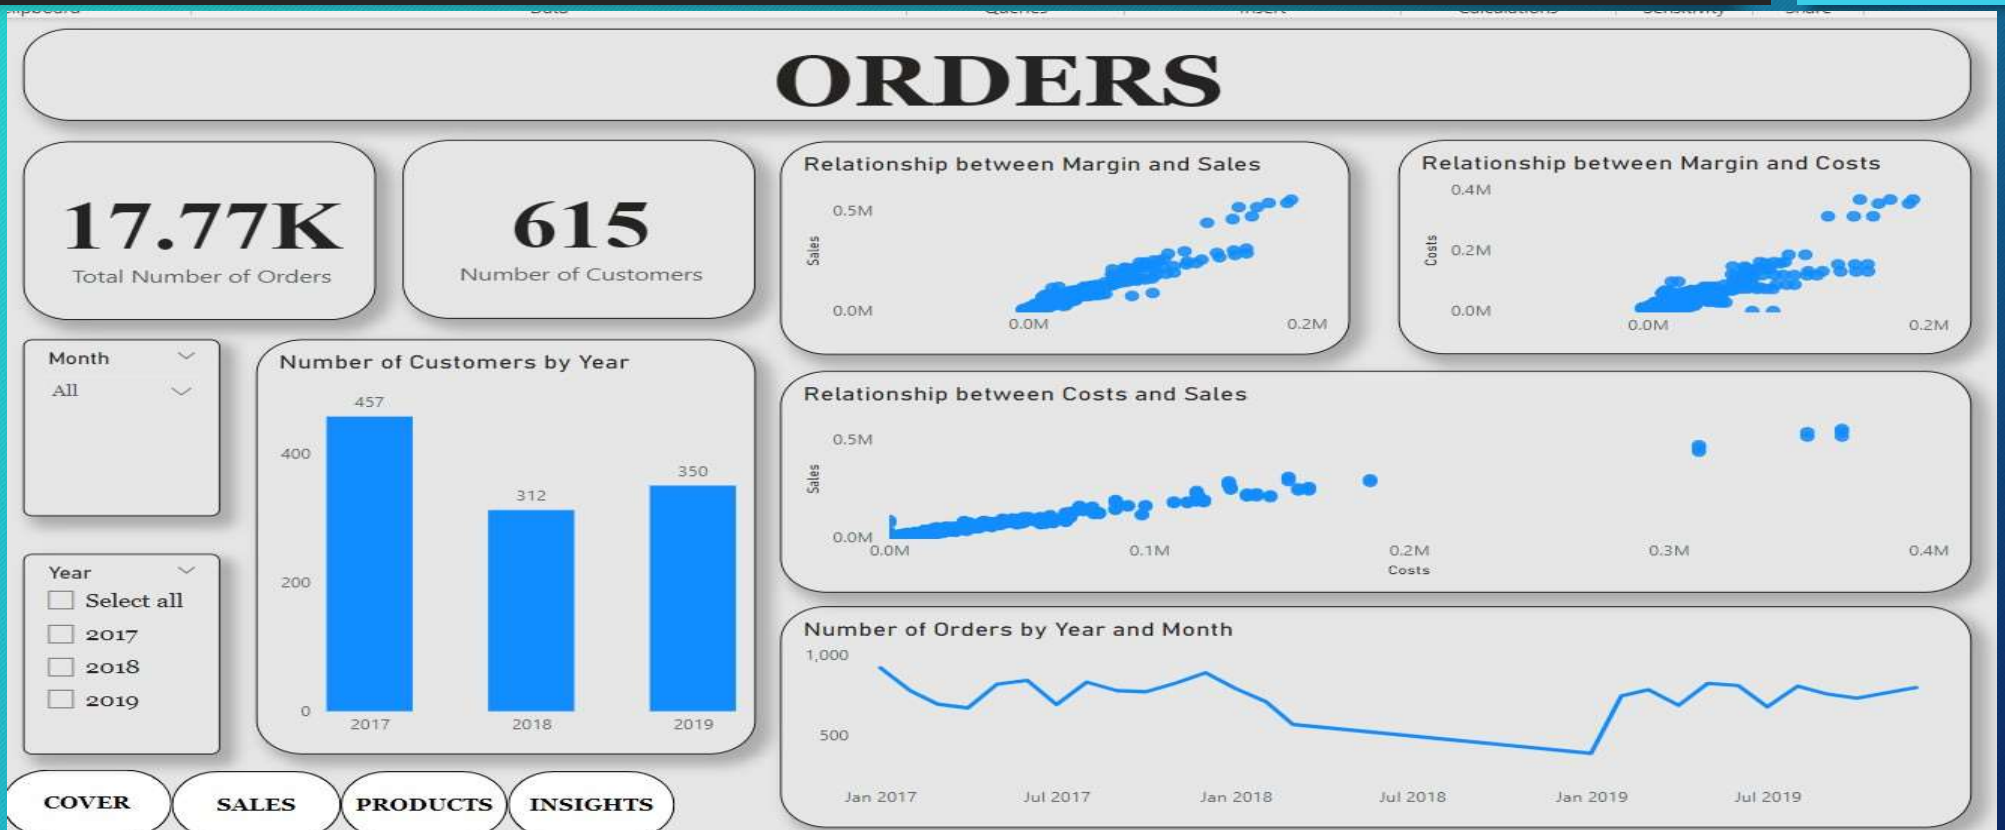 Queries
ORDERS
17.77K
Total Number of Orders
615
Number of Customers
Relationship between Margin and Sales
0.5M
Sales
0.0M
0.0M
0.2M
Relationship between Margin and Costs
0.4M
Costs
0.2M
0.0M
0.0M
0.2M
Month
All
Number of Customers by Year
457
400
350
312
200
0
2017
2018
2019
Relationship between Costs and Sales
0.5M
Sales
0.0M
0.0M
0.1M
0.2M
0.3M
0.4M
Costs
Year
Select all
2017
2018
2019
Number of Orders by Year and Month
1,000
500
Jan 2017
Jul 2017
Jan 2018
Jul 2018
Jan 2019
Jul 2019
COVER
SALES
PRODUCTS
INSIGHTS